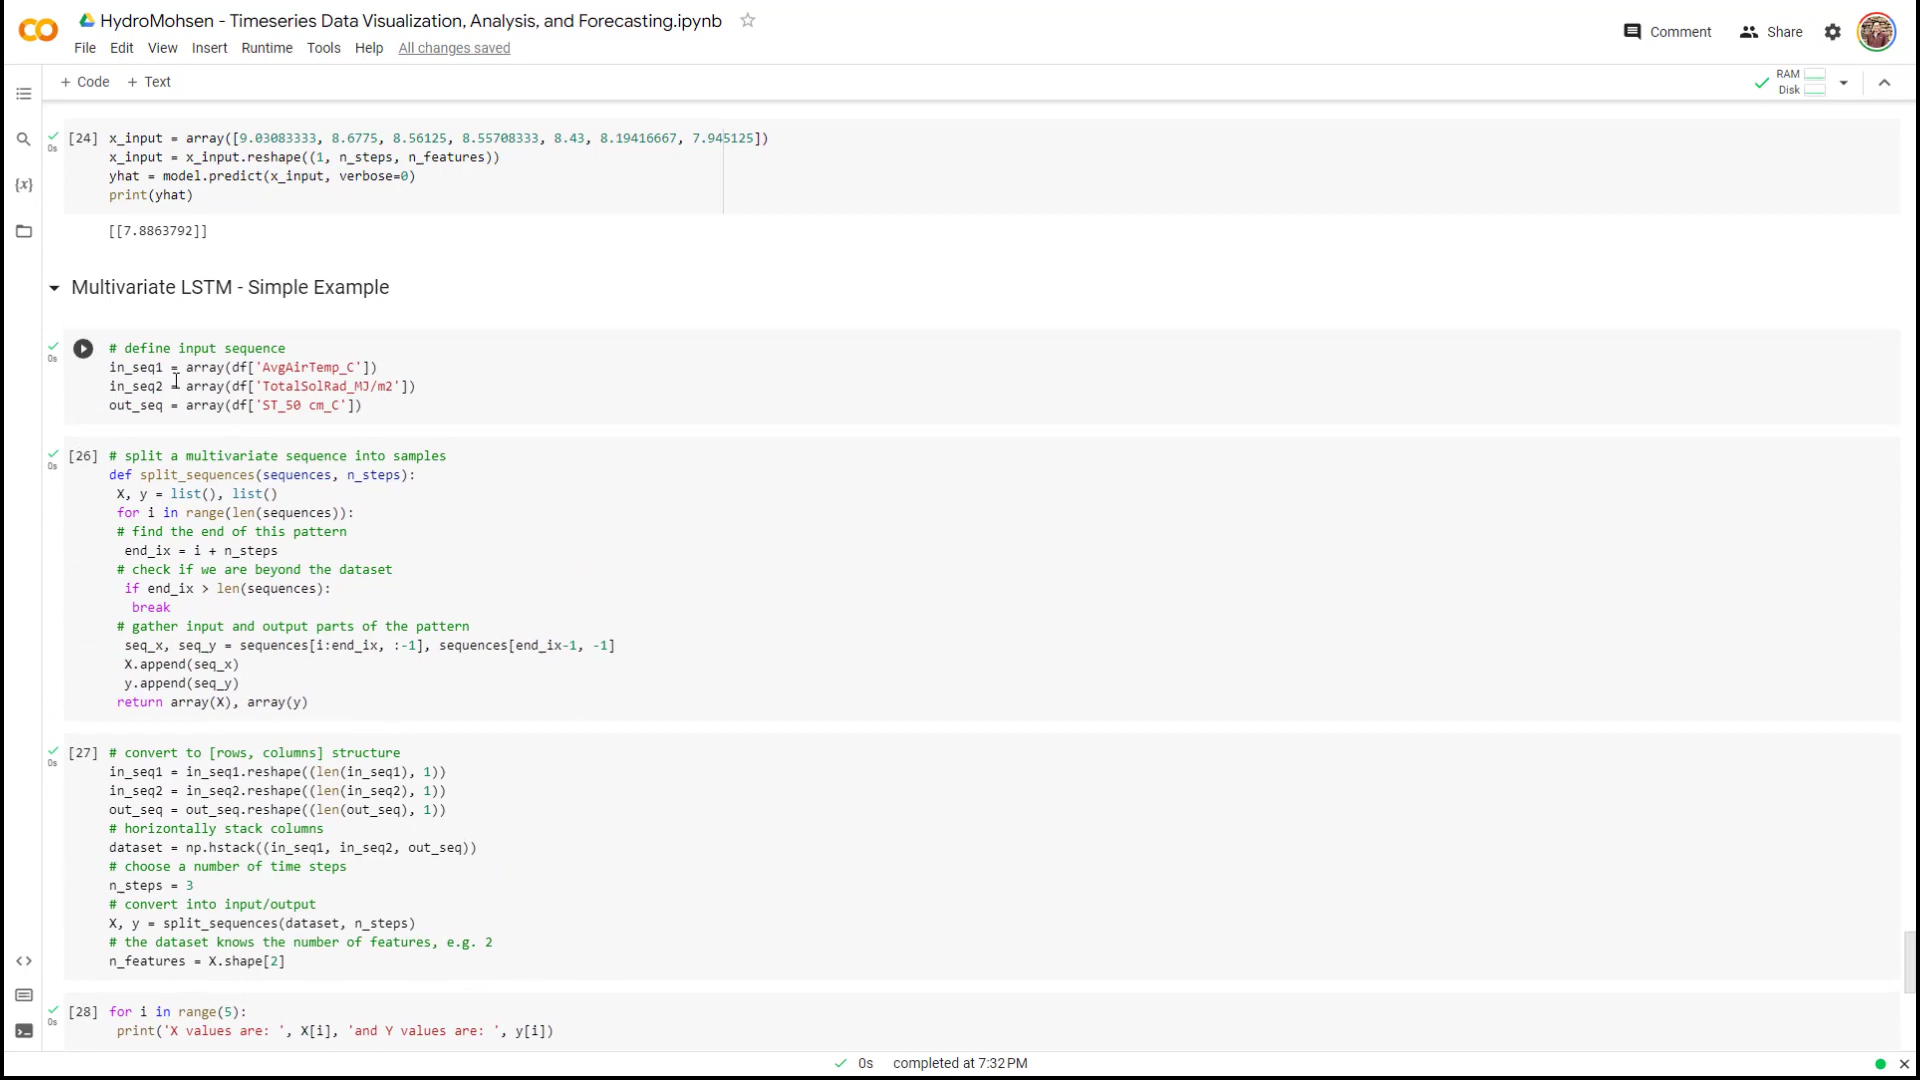 HydroMohsen - Timeseries Data Visualization, Analysis, and Forecasting.ipynb
File Edit View Insert Runtime Tools Help All changes saved
Comment Share
+ Code + Text
RAM
Disk
[24] x_input = array([9.03083333, 8.6775, 8.56125, 8.55708333, 8.43, 8.19416667, 7.945125])
x_input = x_input.reshape((1, n_steps, n_features))
yhat = model.predict(x_input, verbose=0)
print(yhat)
0s
[[7.8863792]]
Multivariate LSTM - Simple Example
# define input sequence
in_seq1 = array(df['AvgAirTemp_C'])
in_seq2 = array(df['TotalSolRad_MJ/m2'])
out_seq = array(df['ST_50 cm_C'])
0s
[26] # split a multivariate sequence into samples
def split_sequences(sequences, n_steps):
X, y = list(), list()
for i in range(len(sequences)):
# find the end of this pattern
end_ix = i + n_steps
# check if we are beyond the dataset
if end_ix > len(sequences):
break
# gather input and output parts of the pattern
seq_x, seq_y = sequences[i:end_ix, :-1], sequences[end_ix-1, -1]
X.append(seq_x)
y.append(seq_y)
return array(X), array(y)
0s
[27] # convert to [rows, columns] structure
in_seq1 = in_seq1.reshape((len(in_seq1), 1))
in_seq2 = in_seq2.reshape((len(in_seq2), 1))
out_seq = out_seq.reshape((len(out_seq), 1))
# horizontally stack columns
dataset = np.hstack((in_seq1, in_seq2, out_seq))
# choose a number of time steps
n_steps = 3
# convert into input/output
X, y = split_sequences(dataset, n_steps)
# the dataset knows the number of features, e.g. 2
n_features = X.shape[2]
0s
[28] for i in range(5):
print('X values are: ', X[i], 'and Y values are: ', y[i])
0s
0s completed at 7:32 PM